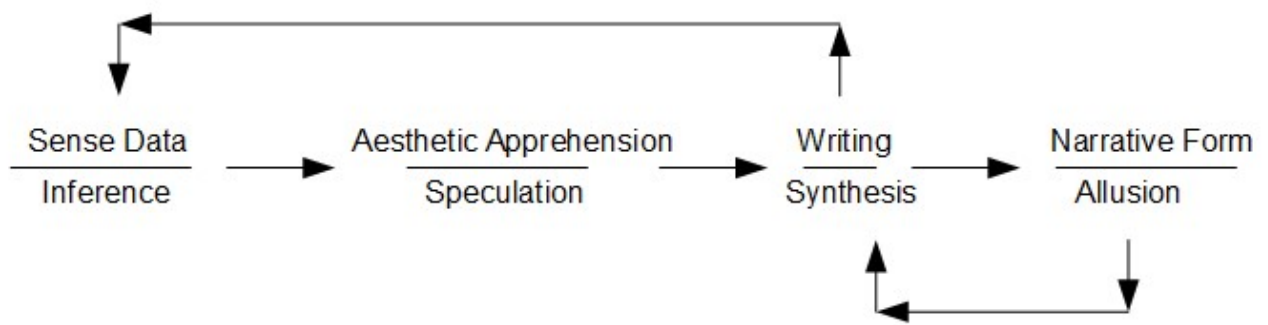 Sense Data
Inference
Aesthetic Apprehension
Speculation
Writing
Synthesis
Narrative Form
Allusion